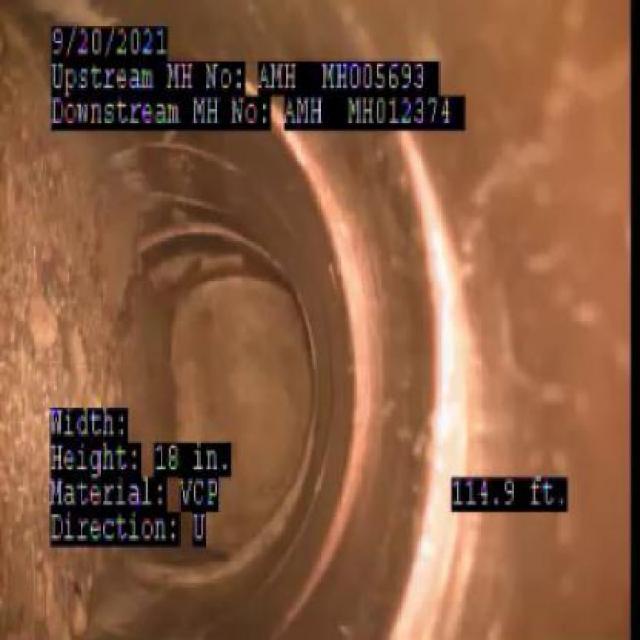 9/20/2021
Upstream MH No: AMH MH005693
Downstream MH No: AMH MH012374
Width:
Height: 18 in.
Material: VCP
Direction: U
114.9 ft.